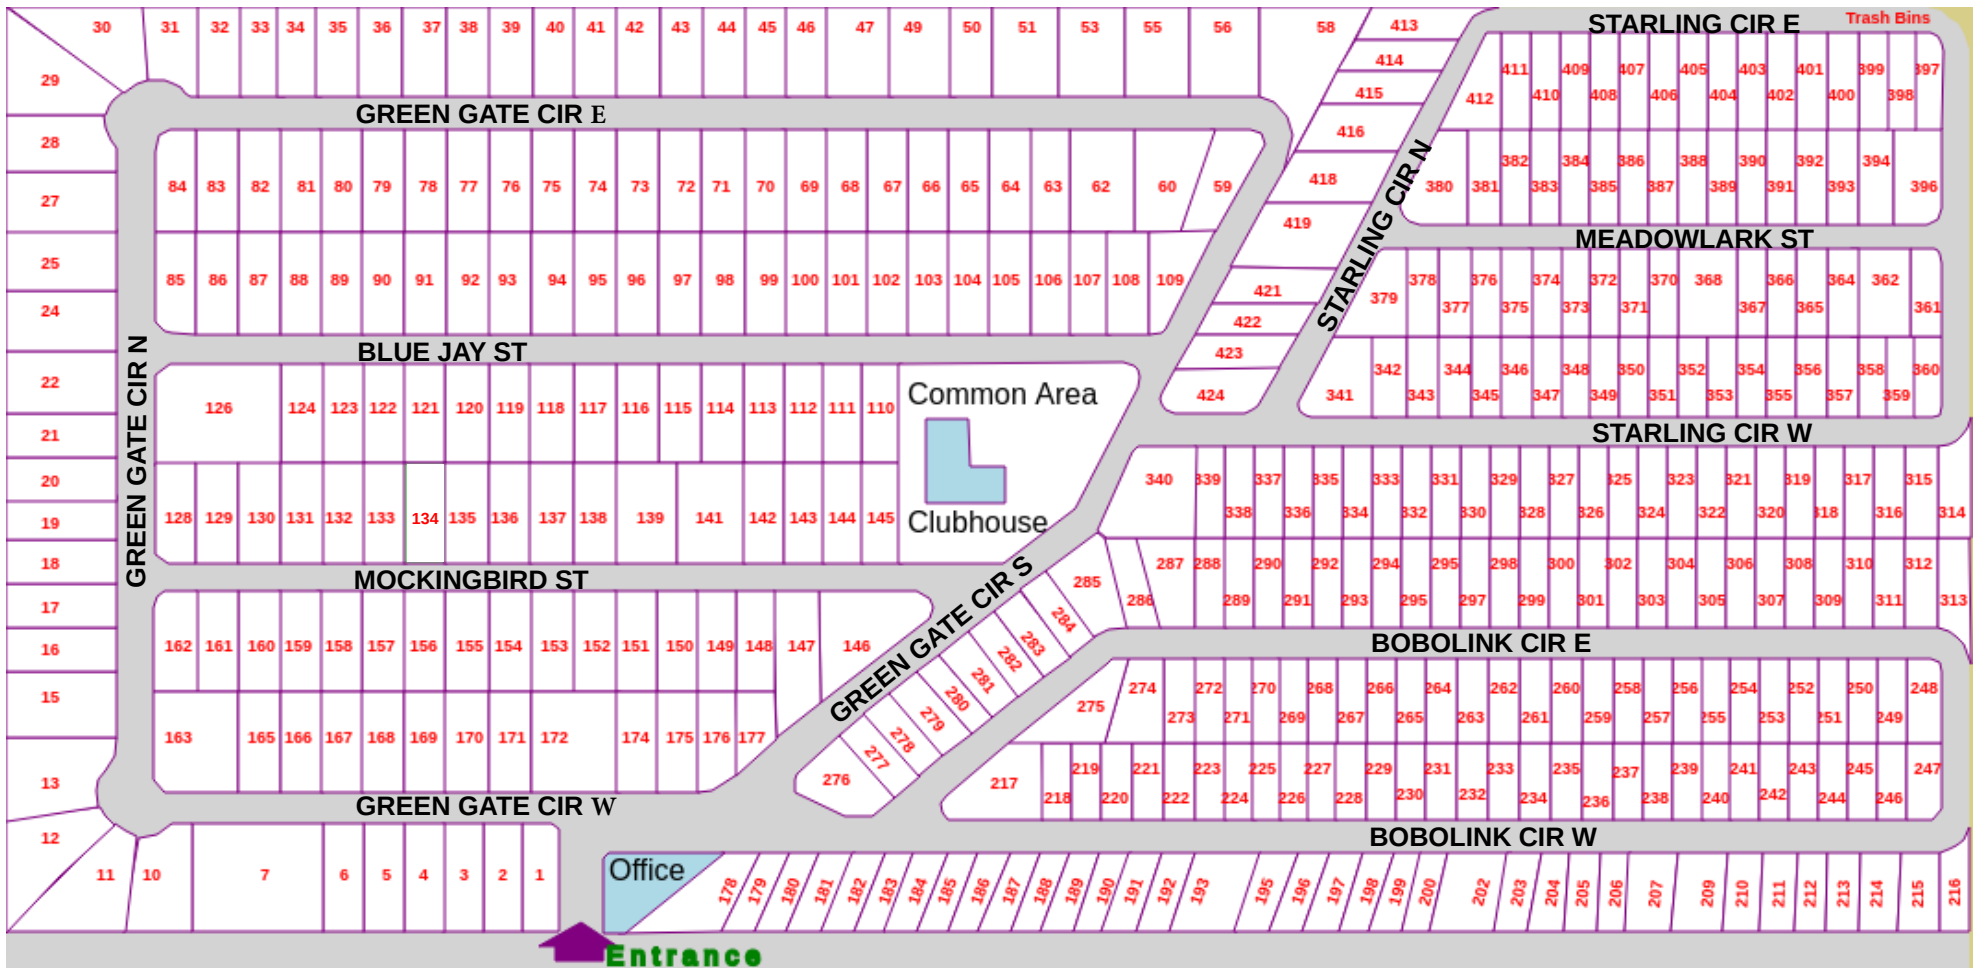 30 31 32 33 34 35 36 37 38 39 40 41 42 43 44 45 46 47 49 50 51 53 55 56 58 413
STARLING CIR E
Trash Bins
29
414
415
416
418
419
421
422
423
424
411 409 407 405 403 401 399 397
412 410 408 406 404 402 400 398
GREEN GATE CIR E
28
27
25
24
22
21
20
19
18
17
16
15
13
12
GREEN GATE CIR N
STARLING CIR N
382 384 386 388 390 392 394
380 381 383 385 387 389 391 393 396
84 83 82 81 80 79 78 77 76 75 74 73 72 71 70 69 68 67 66 65 64 63 62 60 59
MEADOWLARK ST
85 86 87 88 89 90 91 92 93 94 95 96 97 98 99 100 101 102 103 104 105 106 107 108 109
378 376 374 372 370 368 366 364 362
379 377 375 373 371 367 365 361
BLUE JAY ST
342 344 346 348 350 352 354 356 358 360
341 343 345 347 349 351 353 355 357 359
126 124 123 122 121 120 119 118 117 116 115 114 113 112 111 110
Common Area
Clubhouse
STARLING CIR W
128 129 130 131 132 133 134 135 136 137 138 139 141 142 143 144 145
340 339 337 335 333 331 329 327 325 323 321 319 317 315
338 336 334 332 330 328 326 324 322 320 318 316 314
MOCKINGBIRD ST
GREEN GATE CIR S
287 288 290 292 294 295 298 300 302 304 306 308 310 312
286 289 291 293 295 297 299 301 303 305 307 309 311 313
285
284
283
282
281
280
279
278
277
276
162 161 160 159 158 157 156 155 154 153 152 151 150 149 148 147 146
BOBOLINK CIR E
274 272 270 268 266 264 262 260 258 256 254 252 250 248
275 273 271 269 267 265 263 261 259 257 255 253 251 249
163 165 166 167 168 169 170 171 172 174 175 176 177
217 219 221 223 225 227 229 231 233 235 237 239 241 243 245 247
218 220 222 224 226 228 230 232 234 236 238 240 242 244 246
GREEN GATE CIR W
BOBOLINK CIR W
11 10 7 6 5 4 3 2 1
Office
178 179 180 181 182 183 184 185 186 187 188 189 190 191 192 193 195 196 197 198 199 200 202 203 204 205 206 207 209 210 211 212 213 214 215 216
Entrance